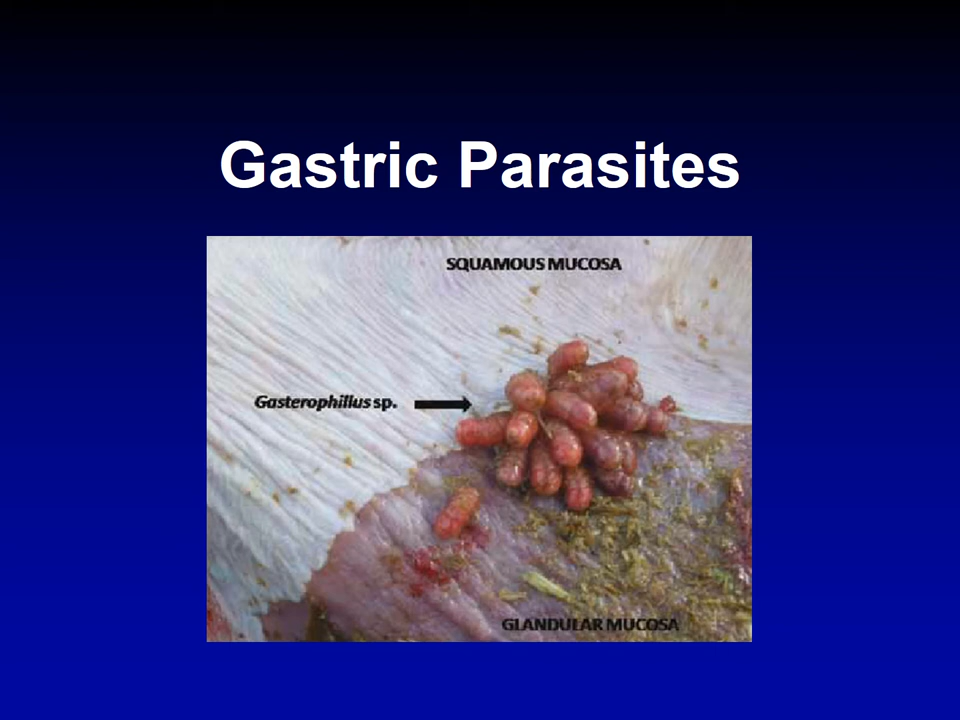 Gastric Parasites
SQUAMOUS MUCOSA
Gasterophillus sp.
GLANDULAR MUCOSA